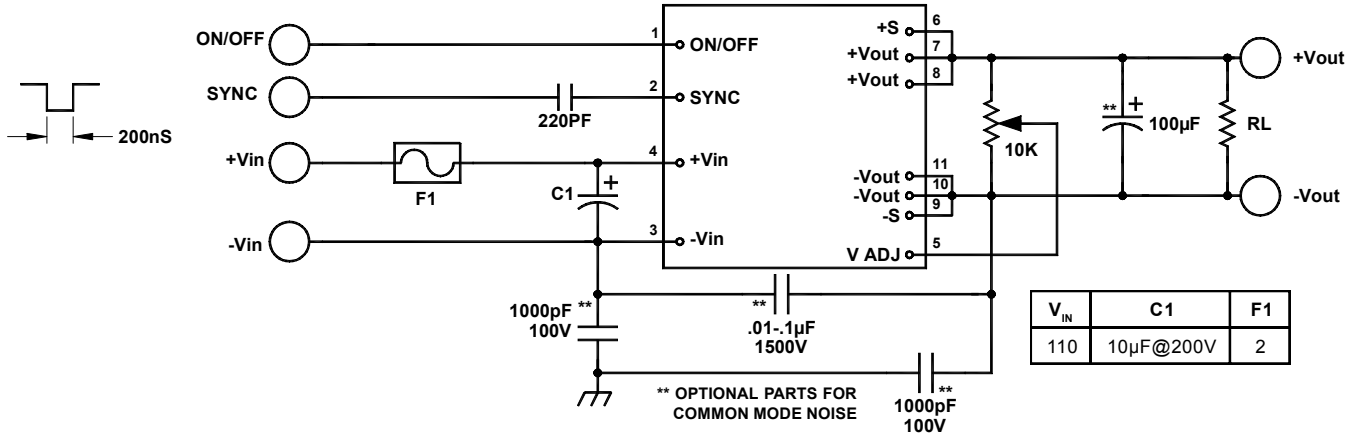 ON/OFF
1
ON/OFF
+S
6
+Vout
7
+Vout
8
+Vout
SYNC
220PF
2
SYNC
200nS
**
+
100µF
RL
10K
+Vin
F1
4
+Vin
C1
+
-Vout
11
-Vout
10
-S
9
-Vout
-Vin
3
-Vin
V ADJ
5
1000pF **
100V
**
.01-.1µF
1500V
** OPTIONAL PARTS FOR
COMMON MODE NOISE
**
1000pF
100V
VIN C1 F1
110 10µF@200V 2